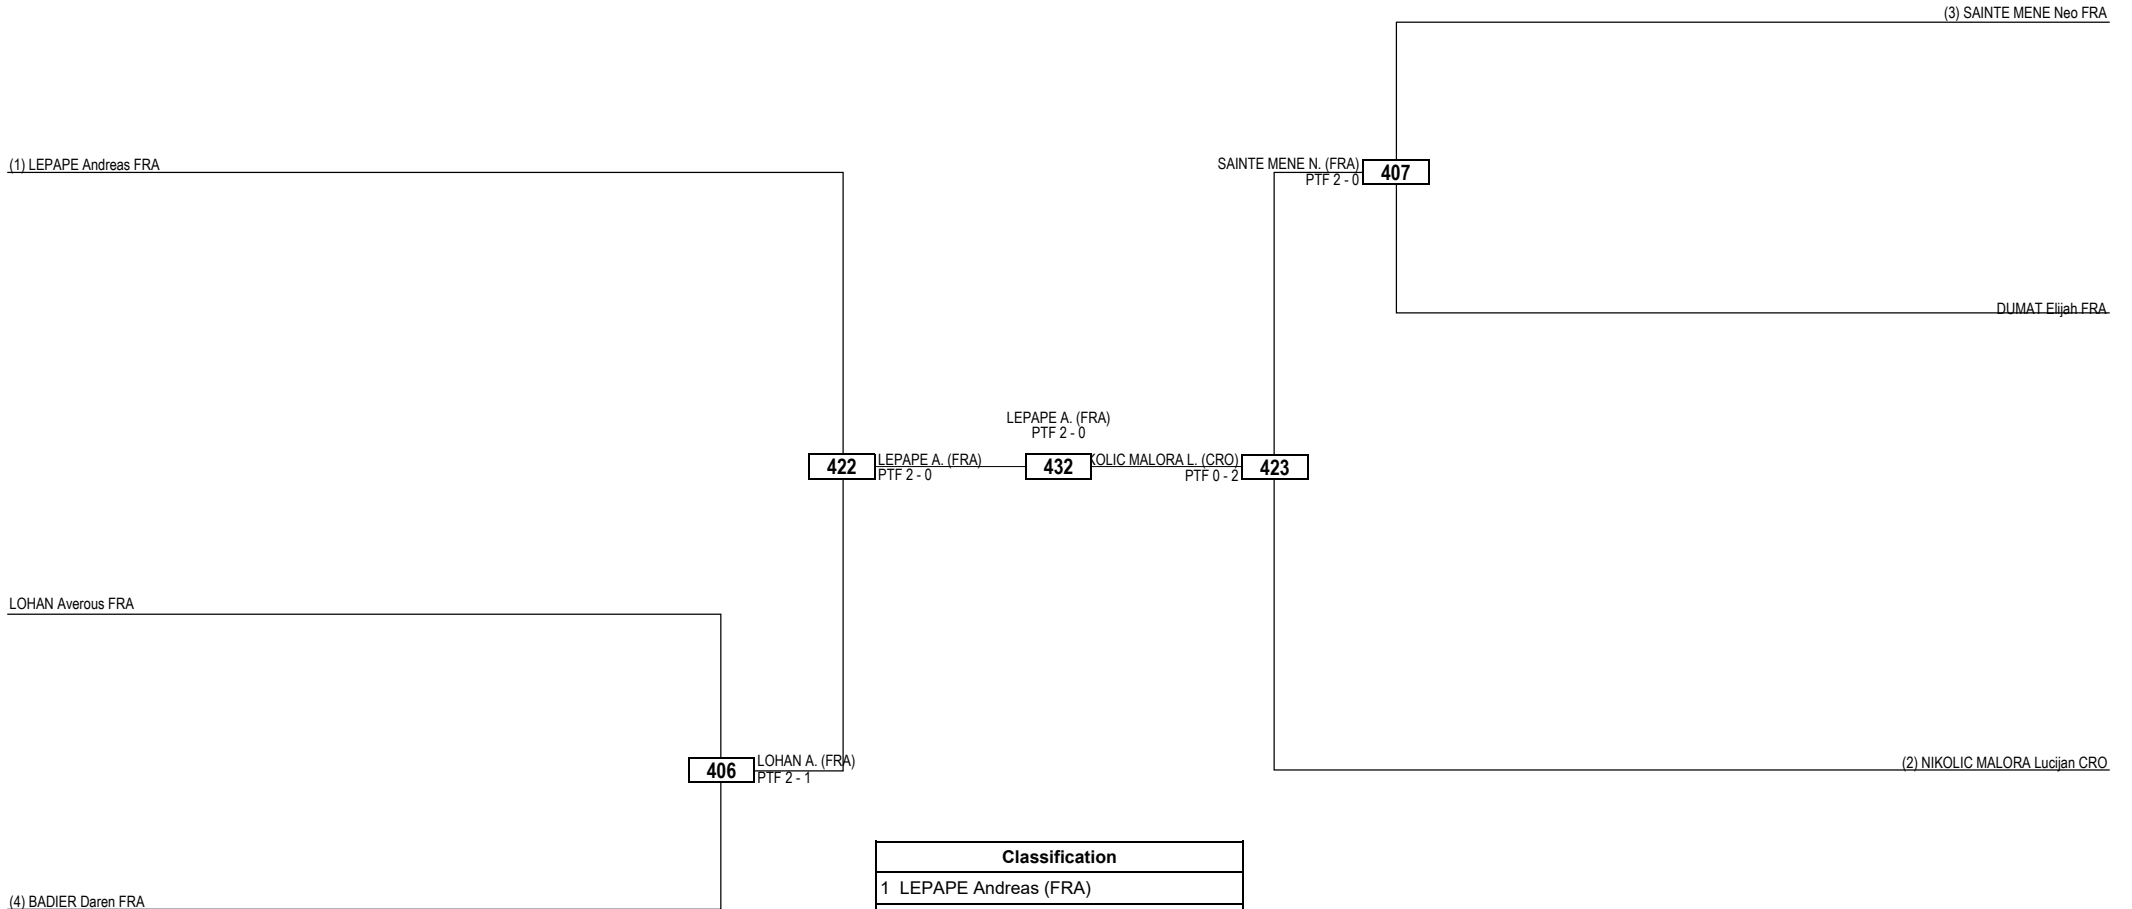 (3) SAINTE MENE Neo FRA
(1) LEPAPE Andreas FRA
SAINTE MENE N. (FRA)
PTF 2 - 0
407
DUMAT Elijah FRA
LEPAPE A. (FRA)
PTF 2 - 0
422
LEPAPE A. (FRA)
PTF 2 - 0
432
KOLIC MALORA L. (CRO)
PTF 0 - 2
423
LOHAN Averous FRA
406
LOHAN A. (FRA)
PTF 2 - 1
(2) NIKOLIC MALORA Lucijan CRO
Classification
1 LEPAPE Andreas (FRA)
(4) BADIER Daren FRA